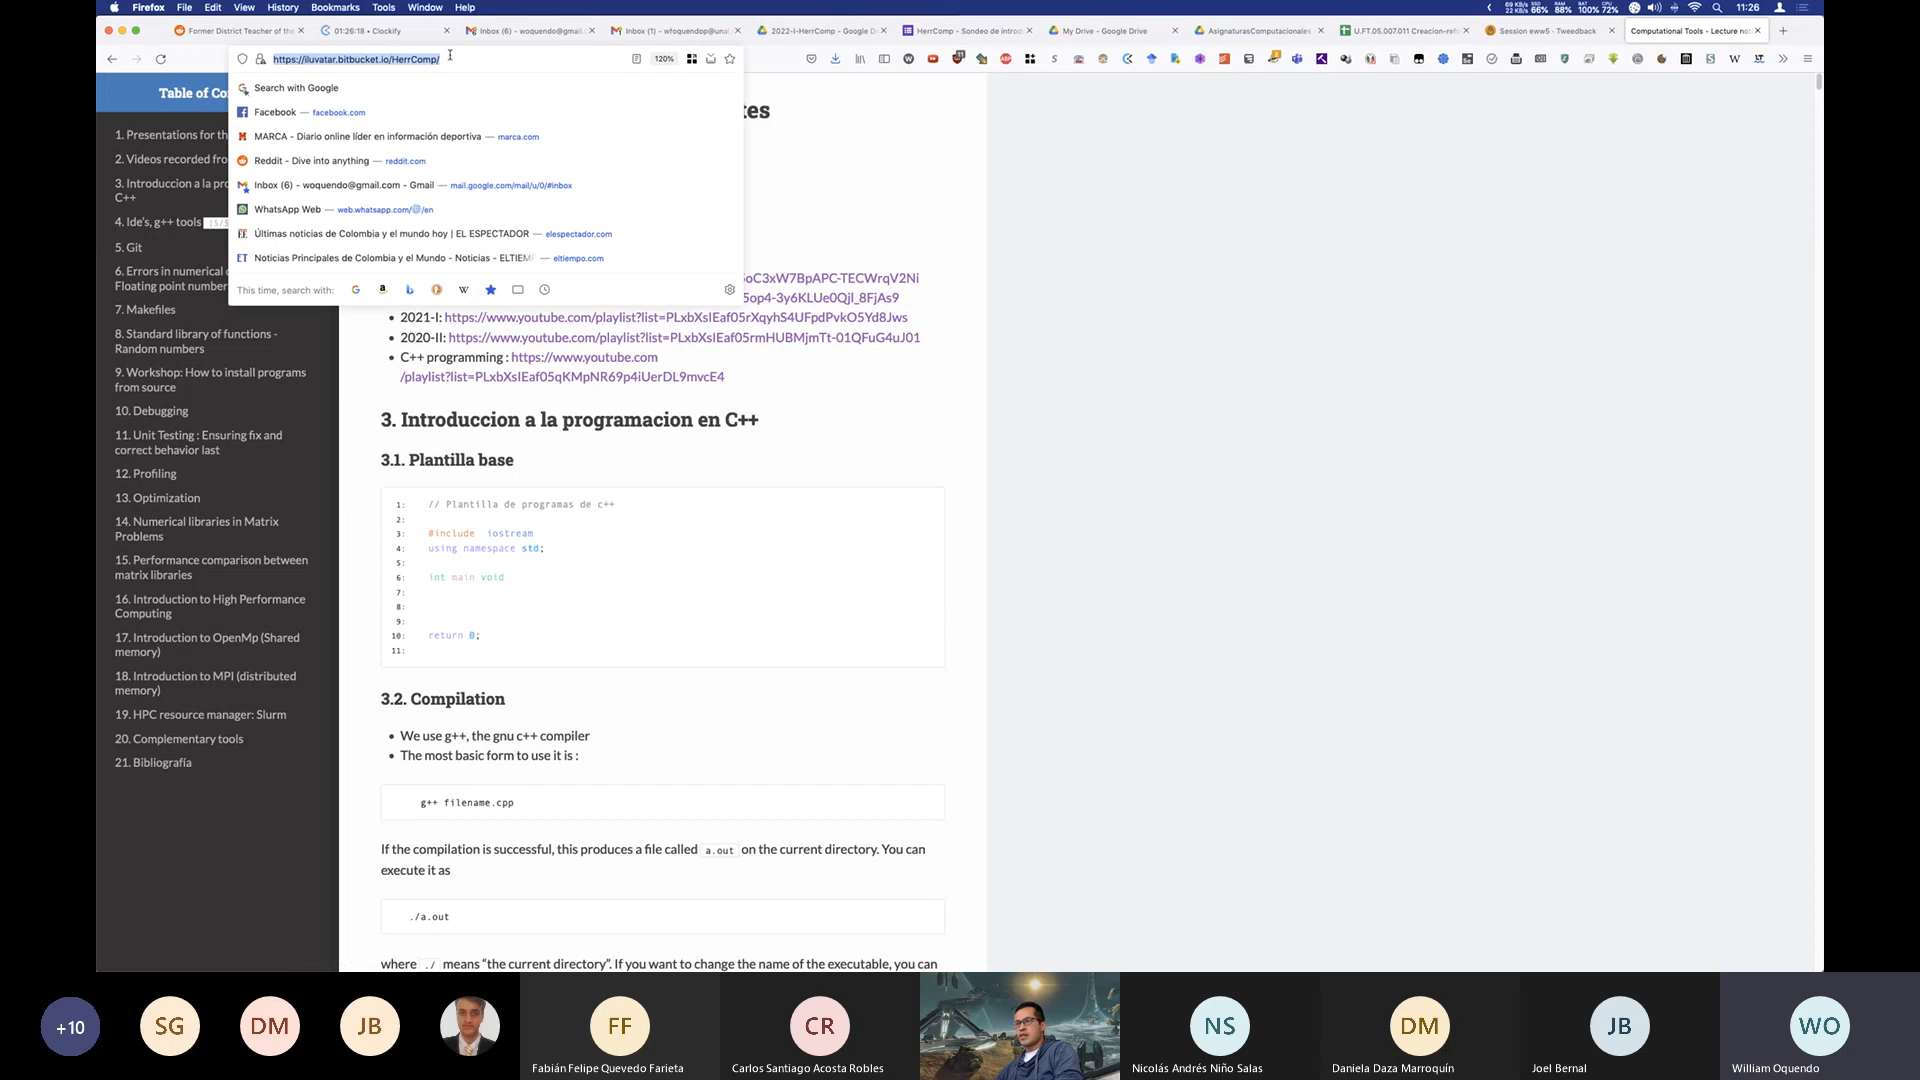 Firefox File Edit View History Bookmarks Tools Window Help
69 KB/s 22 KB/s SSD 66% RAM 88% BAT 100% CPU 72% 11:26
Former District Teacher of the
01:26:18 • Clockify
Inbox (6) - woquendo@gmail.
Inbox (1) - wfoquendop@unal.
2022-I-HerrComp - Google D
HerrComp - Sondeo de introd
My Drive - Google Drive
AsignaturasComputacionales
U.FT.05.007.011 Creacion-refo
Session eww5 - Tweedback
Computational Tools - Lecture not
https://iluvatar.bitbucket.io/HerrComp/
120%
Search with Google
Facebook — facebook.com
MARCA - Diario online líder en información deportiva — marca.com
Reddit - Dive into anything — reddit.com
Inbox (6) - woquendo@gmail.com - Gmail — mail.google.com/mail/u/0/#inbox
WhatsApp Web — web.whatsapp.com/🌐/en
Últimas noticias de Colombia y el mundo hoy | EL ESPECTADOR — elespectador.com
Noticias Principales de Colombia y el Mundo - Noticias - ELTIEMP — eltiempo.com
This time, search with:
Table of Co
1. Presentations for th
2. Videos recorded fro
3. Introduccion a la pro
C++
4. Ide's, g++ tools
5. Git
6. Errors in numerical c
Floating point number
7. Makefiles
8. Standard library of functions -
Random numbers
9. Workshop: How to install programs
from source
10. Debugging
11. Unit Testing : Ensuring fix and
correct behavior last
12. Profiling
13. Optimization
14. Numerical libraries in Matrix
Problems
15. Performance comparison between
matrix libraries
16. Introduction to High Performance
Computing
17. Introduction to OpenMp (Shared
memory)
18. Introduction to MPI (distributed
memory)
19. HPC resource manager: Slurm
20. Complementary tools
21. Bibliografía
tes
oC3xW7BpAPC-TECWrqV2Ni
5op4-3y6KLUe0Qjl_8FjAs9
• 2021-I: https://www.youtube.com/playlist?list=PLxbXsIEaf05rXqyhS4UFpdPvkO5Yd8Jws
• 2020-II: https://www.youtube.com/playlist?list=PLxbXsIEaf05rmHUBMjmTt-01QFuG4uJ01
• C++ programming : https://www.youtube.com
/playlist?list=PLxbXsIEaf05qKMpNR69p4iUerDL9mvcE4
3. Introduccion a la programacion en C++
3.1. Plantilla base
1: // Plantilla de programas de c++
2:
3: #include iostream
4: using namespace std;
5:
6: int main void
7:
8:
9:
10: return 0;
11:
3.2. Compilation
• We use g++, the gnu c++ compiler
• The most basic form to use it is :
g++ filename.cpp
If the compilation is successful, this produces a file called a.out on the current directory. You can
execute it as
./a.out
where ./ means “the current directory”. If you want to change the name of the executable, you can
+10
SG
DM
JB
FF
Fabián Felipe Quevedo Farieta
CR
Carlos Santiago Acosta Robles
NS
Nicolás Andrés Niño Salas
DM
Daniela Daza Marroquín
JB
Joel Bernal
WO
William Oquendo